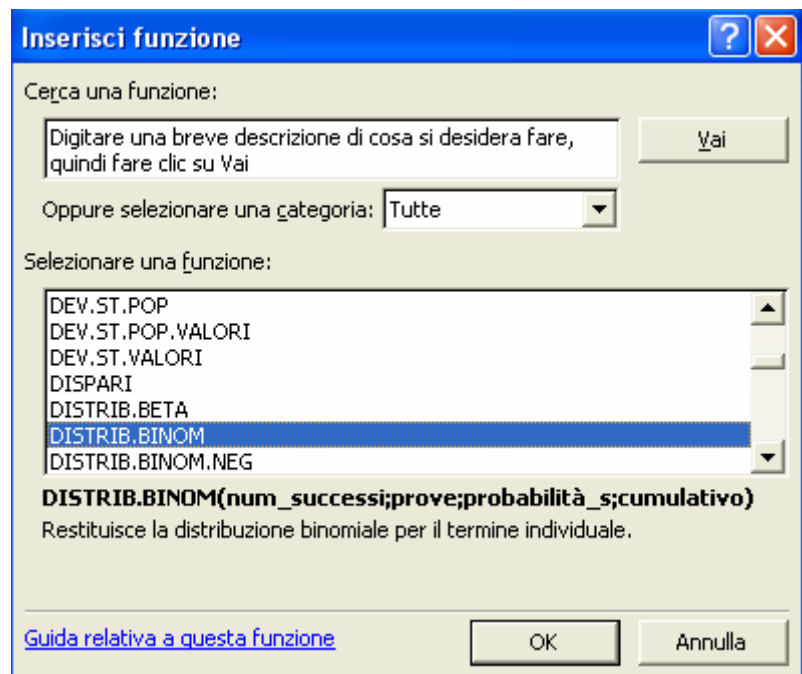 Inserisci funzione
Cerca una funzione:
Digitare una breve descrizione di cosa si desidera fare,
quindi fare clic su Vai
Vai
Oppure selezionare una categoria: Tutte
Selezionare una funzione:
DEV.ST.POP
DEV.ST.POP.VALORI
DEV.ST.VALORI
DISPARI
DISTRIB.BETA
DISTRIB.BINOM
DISTRIB.BINOM.NEG
DISTRIB.BINOM(num_successi;prove;probabilità_s;cumulativo)
Restituisce la distribuzione binomiale per il termine individuale.
Guida relativa a questa funzione
OK
Annulla